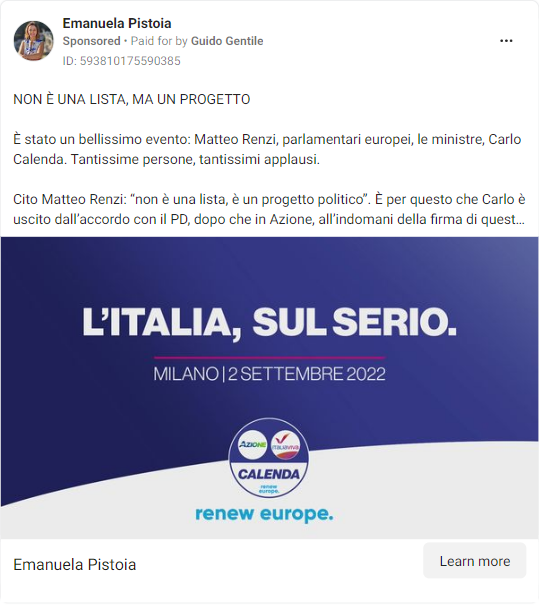 Emanuela Pistoia
Sponsored • Paid for by Guido Gentile
ID: 593810175590385
NON È UNA LISTA, MA UN PROGETTO
È stato un bellissimo evento: Matteo Renzi, parlamentari europei, le ministre, Carlo
Calenda. Tantissime persone, tantissimi applausi.
Cito Matteo Renzi: “non è una lista, è un progetto politico”. È per questo che Carlo è
uscito dall’accordo con il PD, dopo che in Azione, all’indomani della firma di quest...
L’ITALIA, SUL SERIO.
MILANO | 2 SETTEMBRE 2022
AZIONE
ITALIAVIVA
CALENDA
renew
europe.
renew europe.
Emanuela Pistoia
Learn more